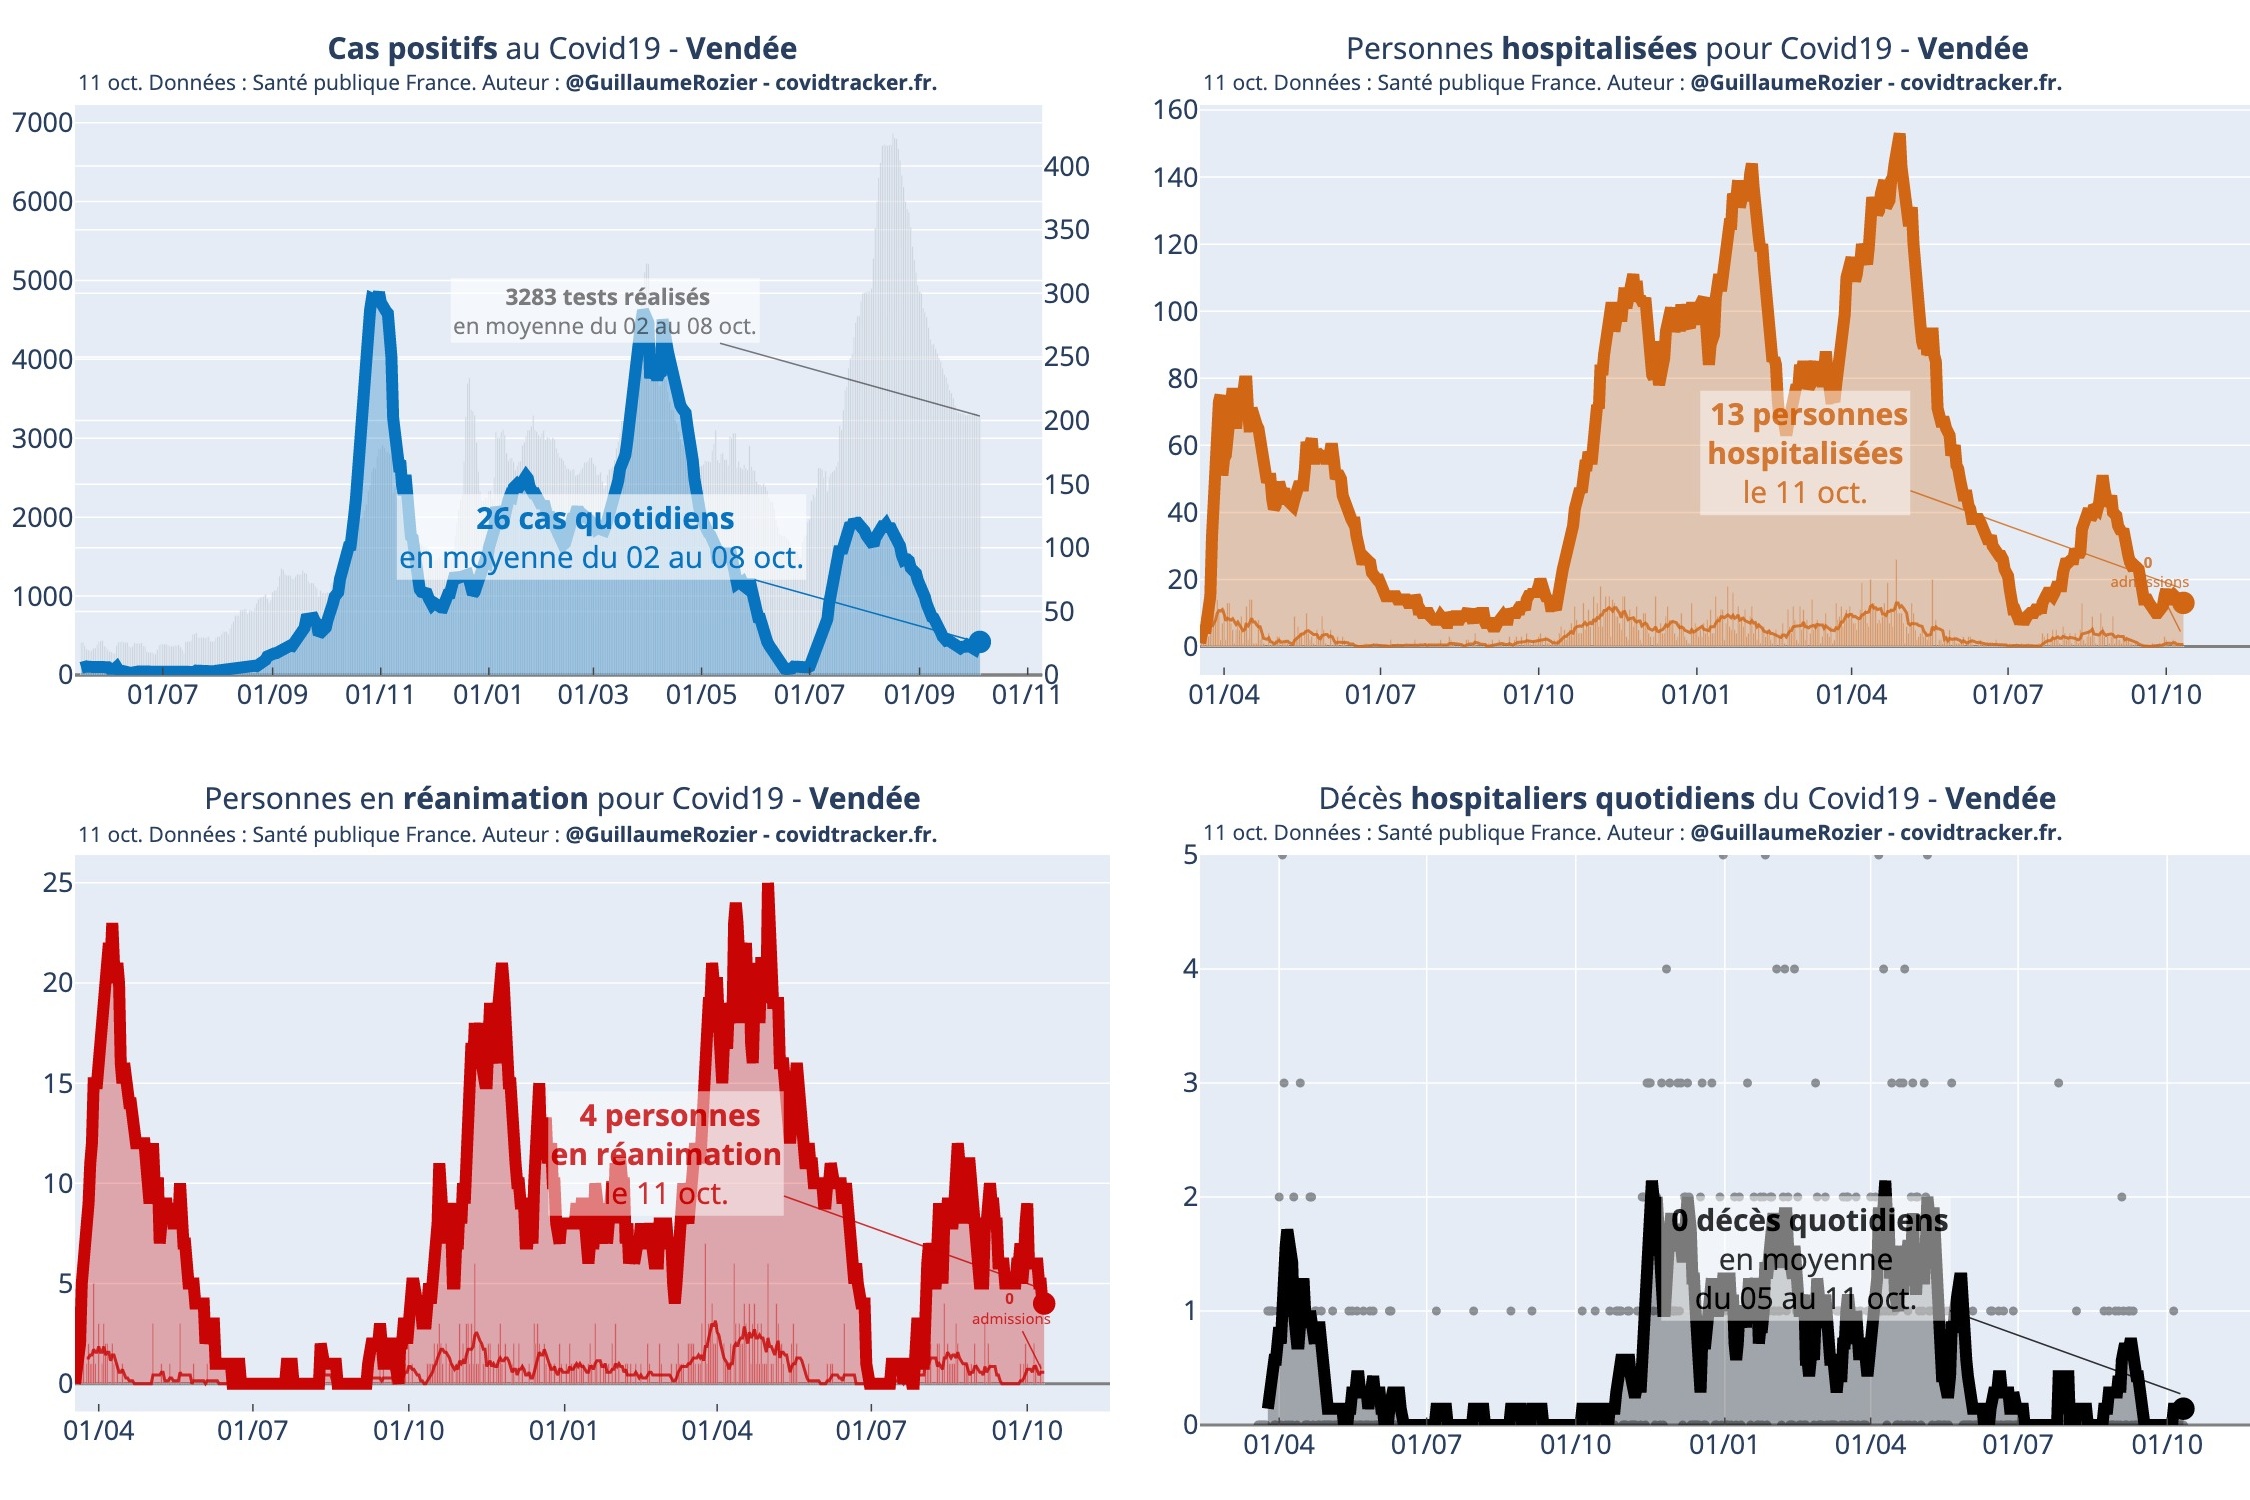 Cas positifs au Covid19 - Vendée
11 oct. Données : Santé publique France. Auteur : @GuillaumeRozier - covidtracker.fr.
7000
6000
5000
4000
3000
2000
1000
0
400
350
300
250
200
150
100
50
0
3283 tests réalisés
en moyenne du 02 au 08 oct.
26 cas quotidiens
en moyenne du 02 au 08 oct.
01/07 01/09 01/11 01/01 01/03 01/05 01/07 01/09 01/11
Personnes hospitalisées pour Covid19 - Vendée
11 oct. Données : Santé publique France. Auteur : @GuillaumeRozier - covidtracker.fr.
160
140
120
100
80
60
40
20
0
13 personnes
hospitalisées
le 11 oct.
0
admissions
01/04 01/07 01/10 01/01 01/04 01/07 01/10
Personnes en réanimation pour Covid19 - Vendée
11 oct. Données : Santé publique France. Auteur : @GuillaumeRozier - covidtracker.fr.
25
20
15
10
5
0
4 personnes
en réanimation
le 11 oct.
0
admissions
01/04 01/07 01/10 01/01 01/04 01/07 01/10
Décès hospitaliers quotidiens du Covid19 - Vendée
11 oct. Données : Santé publique France. Auteur : @GuillaumeRozier - covidtracker.fr.
5
4
3
2
1
0
0 décès quotidiens
en moyenne
du 05 au 11 oct.
01/04 01/07 01/10 01/01 01/04 01/07 01/10